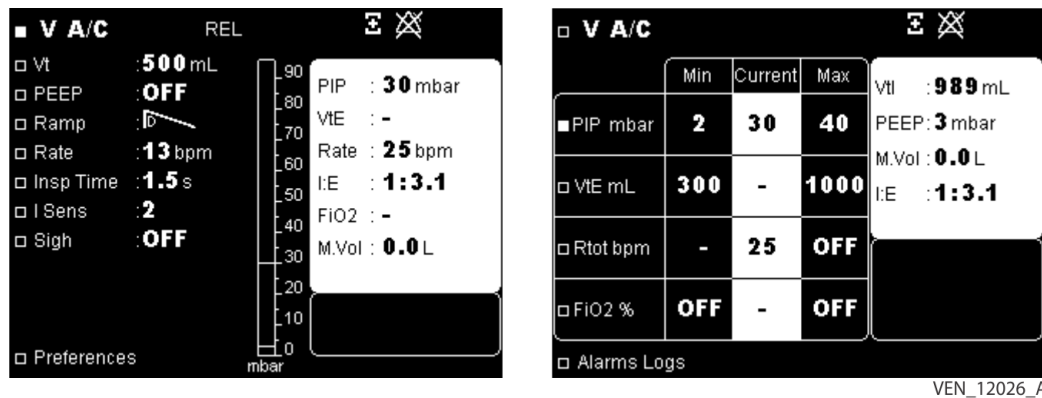 V A/C REL
Vt :500 mL
PEEP :OFF
Ramp :
Rate :13 bpm
Insp Time :1.5 s
I Sens :2
Sigh :OFF
Preferences
90
80
70
60
50
40
30
20
10
0
mbar
PIP : 30 mbar
VtE : -
Rate : 25 bpm
I:E : 1:3.1
FiO2 : -
M.Vol : 0.0 L
V A/C
Min Current Max
PIP mbar 2 30 40
VtE mL 300 - 1000
Rtot bpm - 25 OFF
FiO2 % OFF - OFF
Alarms Logs
VtI :989 mL
PEEP: 3 mbar
M.Vol : 0.0 L
I:E : 1:3.1
VEN_12026_A